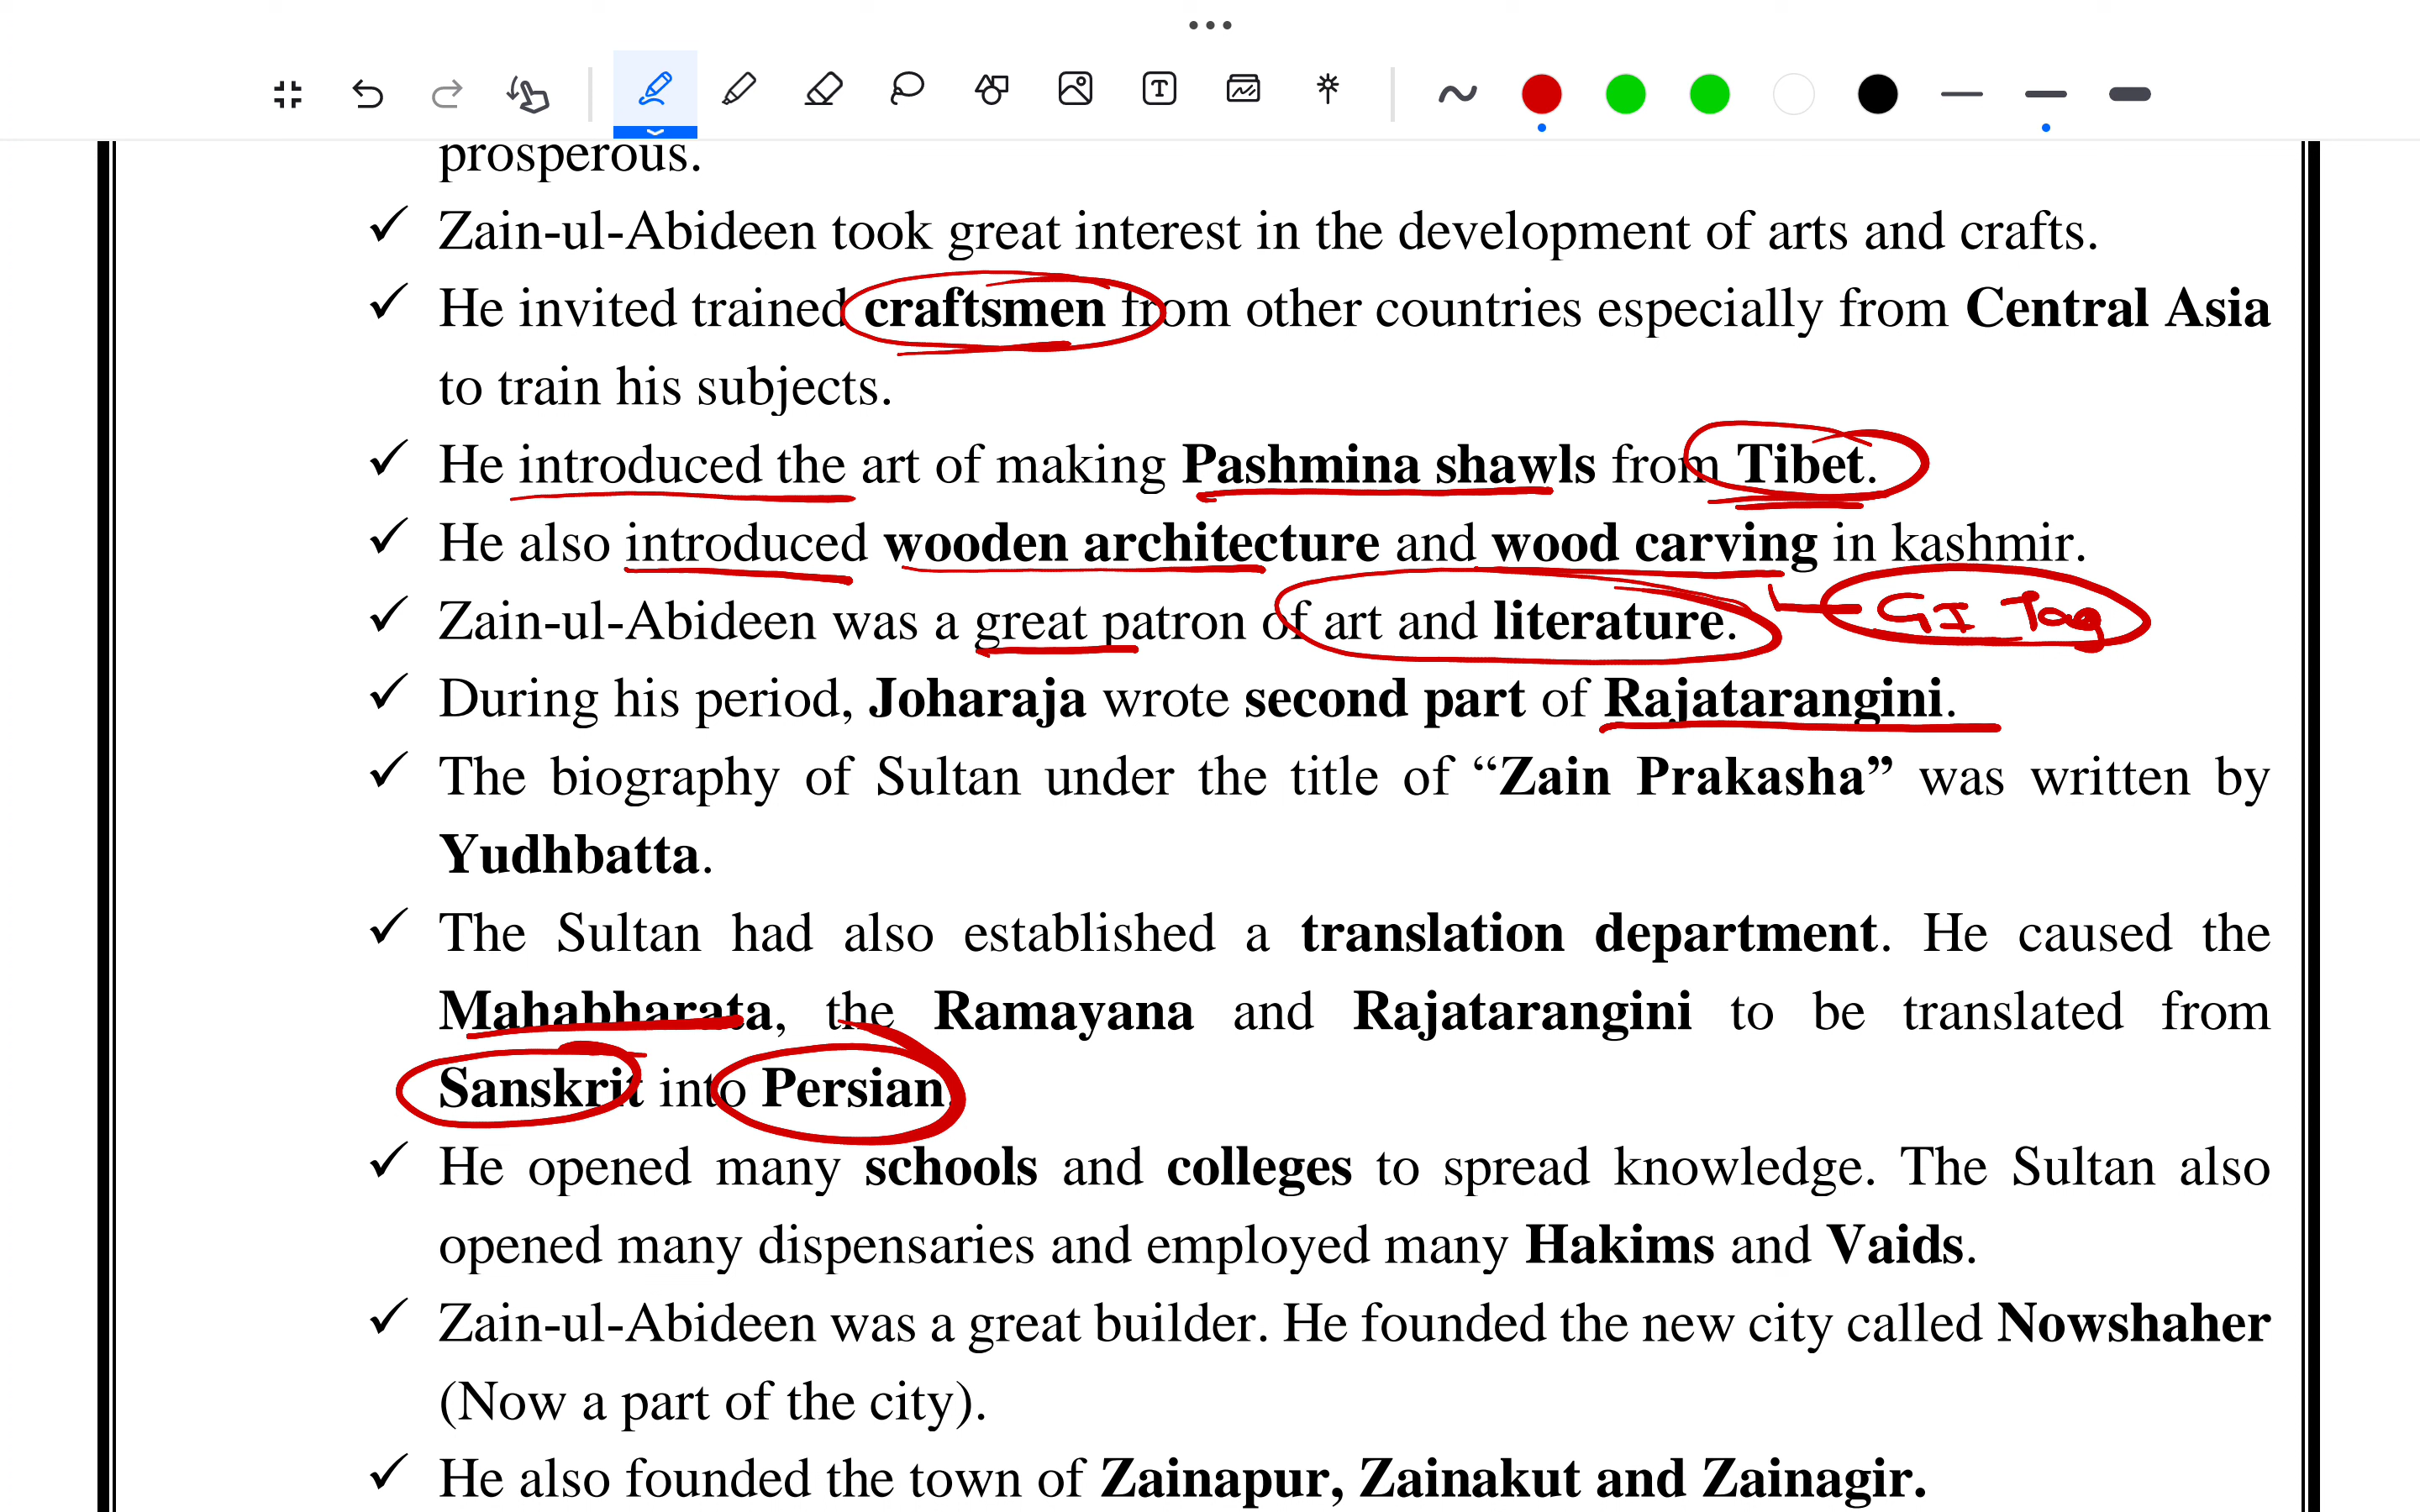 prosperous.
✓ Zain-ul-Abideen took great interest in the development of arts and crafts.
✓ He invited trained craftsmen from other countries especially from Central Asia
to train his subjects.
✓ He introduced the art of making Pashmina shawls from Tibet.
✓ He also introduced wooden architecture and wood carving in kashmir.
✓ Zain-ul-Abideen was a great patron of art and literature. GI Tag
✓ During his period, Joharaja wrote second part of Rajatarangini.
✓ The biography of Sultan under the title of “Zain Prakasha” was written by
Yudhbatta.
✓ The Sultan had also established a translation department. He caused the
Mahabharata, the Ramayana and Rajatarangini to be translated from
Sanskrit into Persian.
✓ He opened many schools and colleges to spread knowledge. The Sultan also
opened many dispensaries and employed many Hakims and Vaids.
✓ Zain-ul-Abideen was a great builder. He founded the new city called Nowshaher
(Now a part of the city).
✓ He also founded the town of Zainapur, Zainakut and Zainagir.